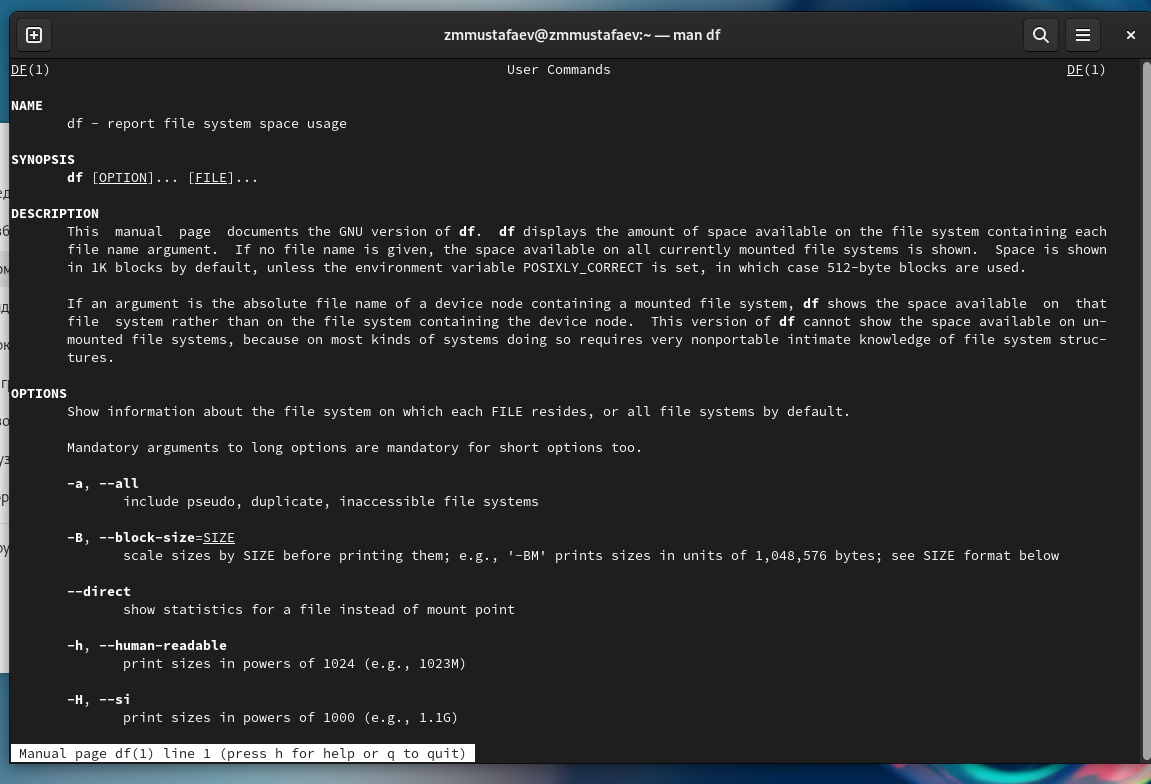 zmmustafaev@zmmustafaev:~ — man df
DF(1) User Commands DF(1)
NAME
df - report file system space usage
SYNOPSIS
df [OPTION]... [FILE]...
DESCRIPTION
This manual page documents the GNU version of df. df displays the amount of space available on the file system containing each
file name argument. If no file name is given, the space available on all currently mounted file systems is shown. Space is shown
in 1K blocks by default, unless the environment variable POSIXLY_CORRECT is set, in which case 512-byte blocks are used.
If an argument is the absolute file name of a device node containing a mounted file system, df shows the space available on that
file system rather than on the file system containing the device node. This version of df cannot show the space available on un-
mounted file systems, because on most kinds of systems doing so requires very nonportable intimate knowledge of file system struc-
tures.
OPTIONS
Show information about the file system on which each FILE resides, or all file systems by default.
Mandatory arguments to long options are mandatory for short options too.
-a, --all
include pseudo, duplicate, inaccessible file systems
-B, --block-size=SIZE
scale sizes by SIZE before printing them; e.g., '-BM' prints sizes in units of 1,048,576 bytes; see SIZE format below
--direct
show statistics for a file instead of mount point
-h, --human-readable
print sizes in powers of 1024 (e.g., 1023M)
-H, --si
print sizes in powers of 1000 (e.g., 1.1G)
Manual page df(1) line 1 (press h for help or q to quit)